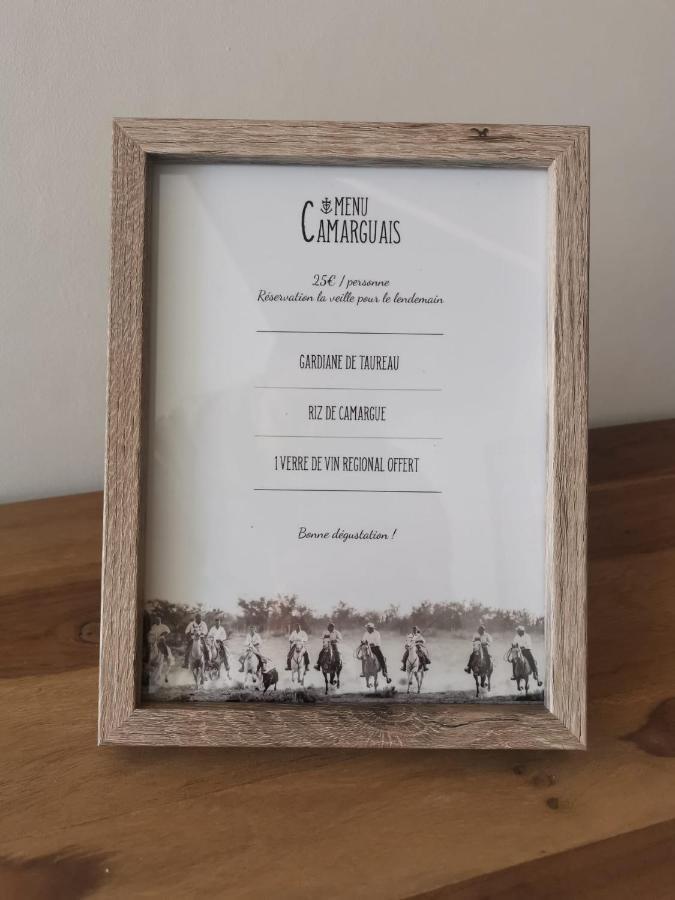 MENU
CAMARGUAIS
25€ / personne
Réservation la veille pour le lendemain
GARDIANE DE TAUREAU
RIZ DE CAMARGUE
1 VERRE DE VIN REGIONAL OFFERT
Bonne dégustation !